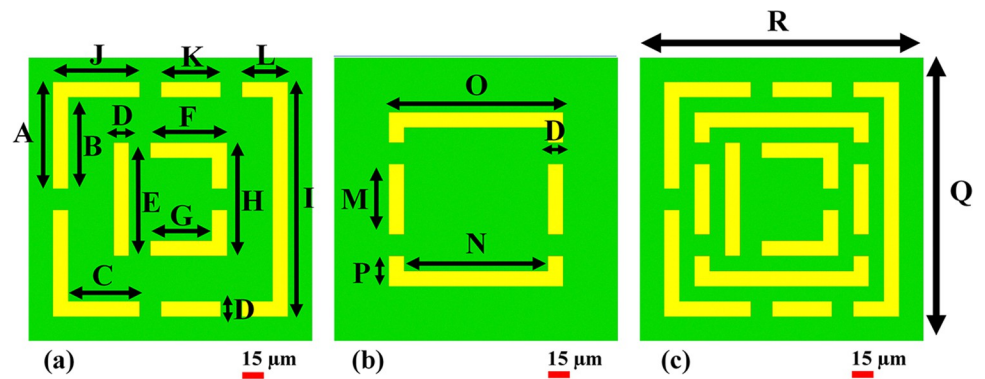 R
J K L O
D F D
A B
E H I M Q
G N
C P
D
(a) 15 μm (b) 15 μm (c) 15 μm